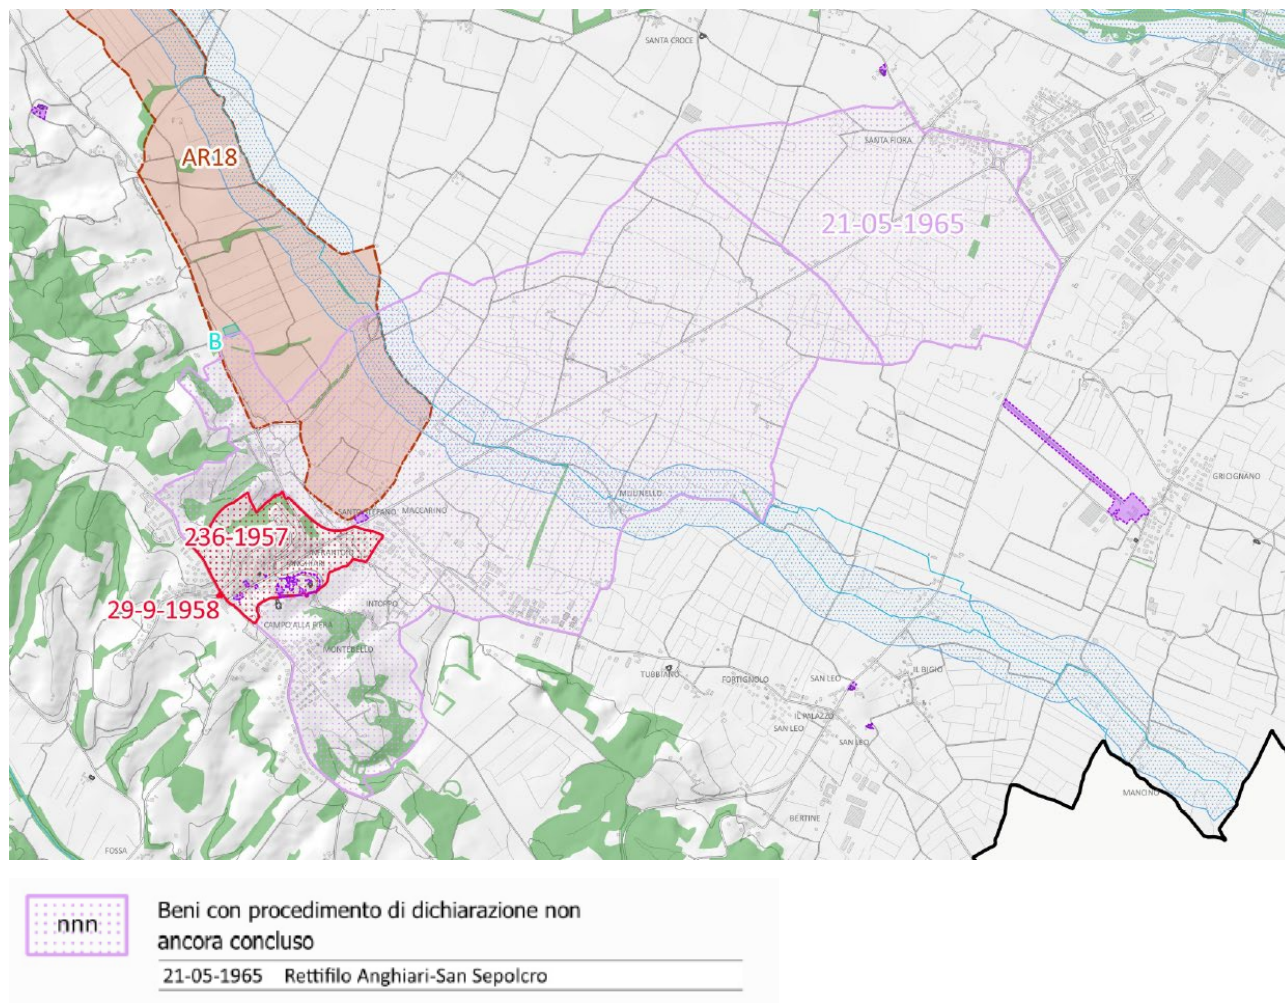 SANTA CROCE
SANTA FIORA
AR18
21-05-1965
B
GRICIGNANO
MOLINELLO
SANTO STEFANO
MACCARINO
236-1957
29-9-1958
INTOPPO
CAMPO ALLA FIERA
MONTEBELLO
TUBBIANO
FORTIGNOLO
SAN LEO
IL BIGIO
IL PALAZZO
SAN LEO
SAN LEO
MANCINO
BERTINE
FOSSA
nnn
Beni con procedimento di dichiarazione non
ancora concluso
21-05-1965 Rettifilo Anghiari-San Sepolcro